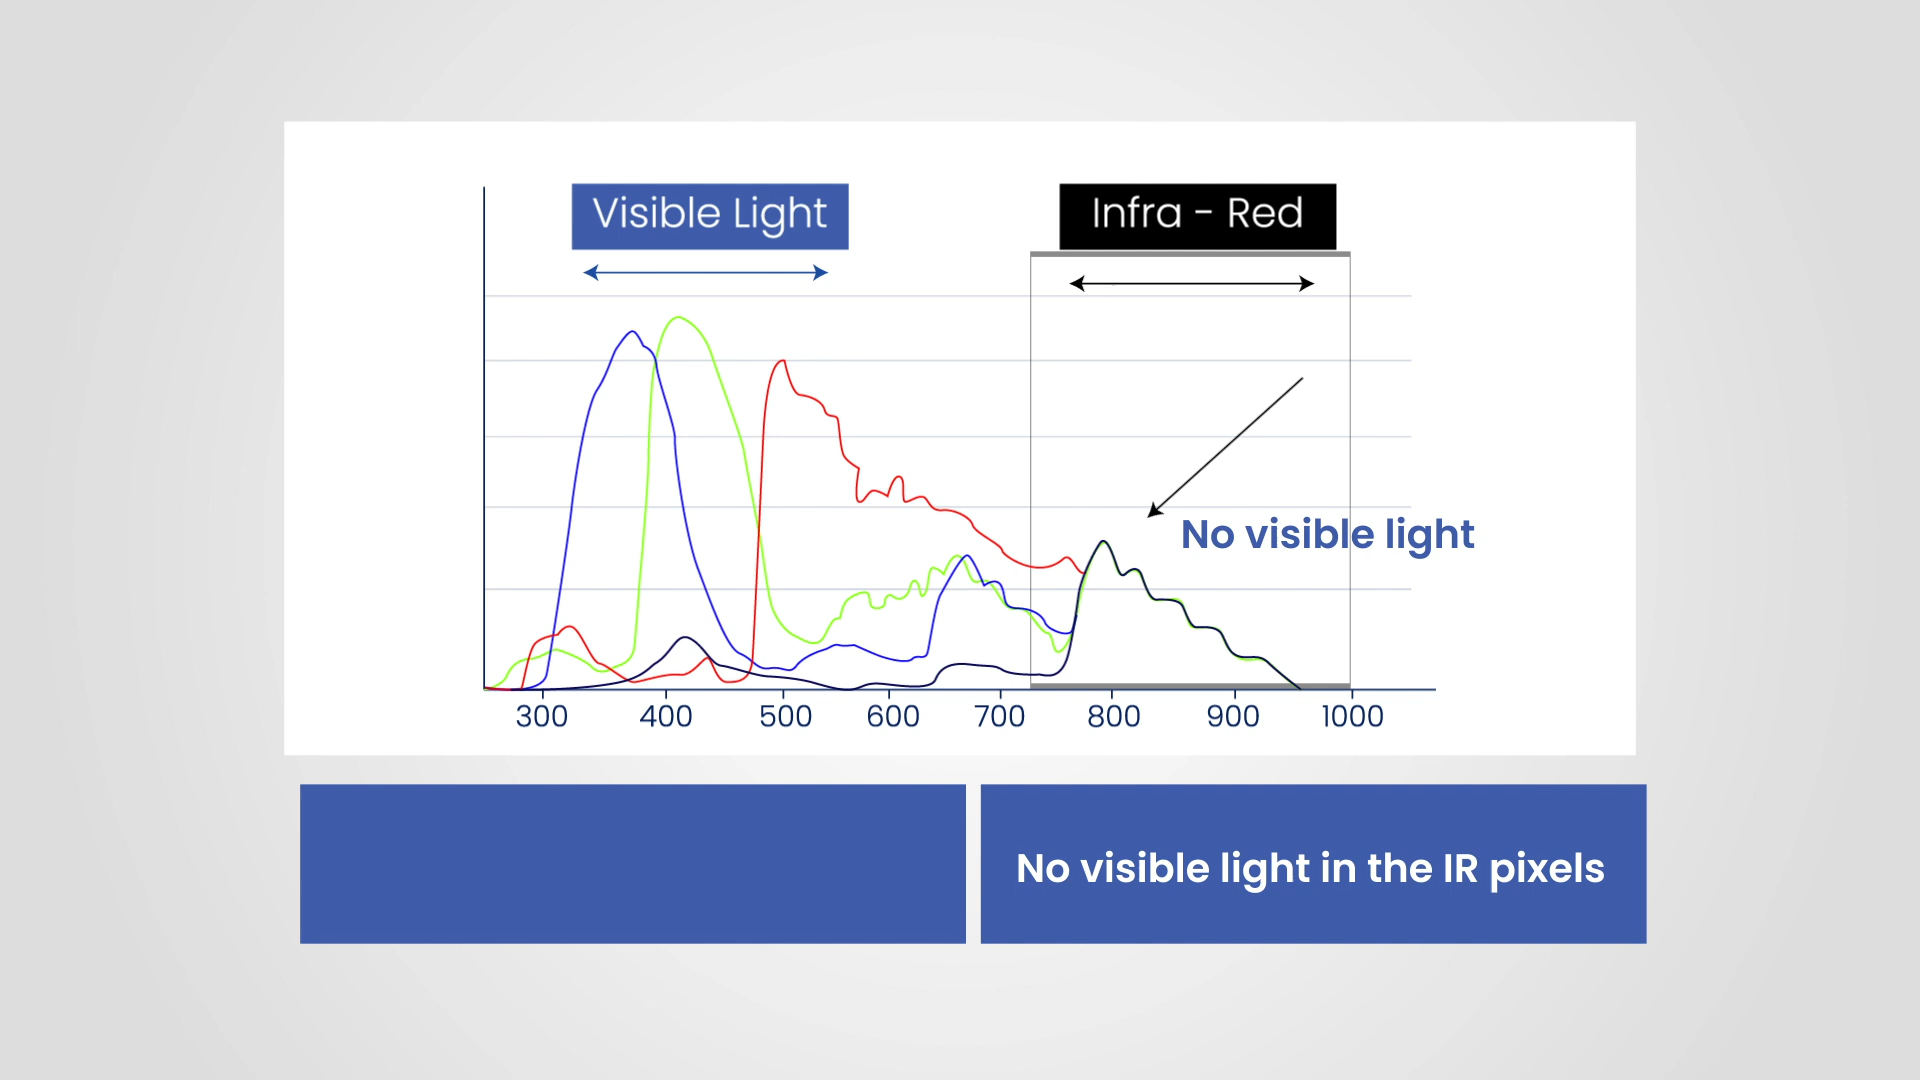 Visible Light
Infra - Red
No visible light
300 400 500 600 700 800 900 1000
No visible light in the IR pixels